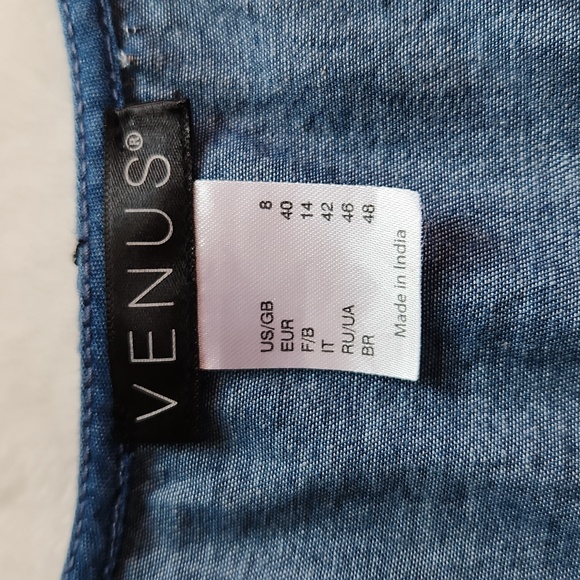 VENUS®
US/GB 8
EUR 40
F/B 14
IT 42
RU/UA 46
BR 48
Made in India